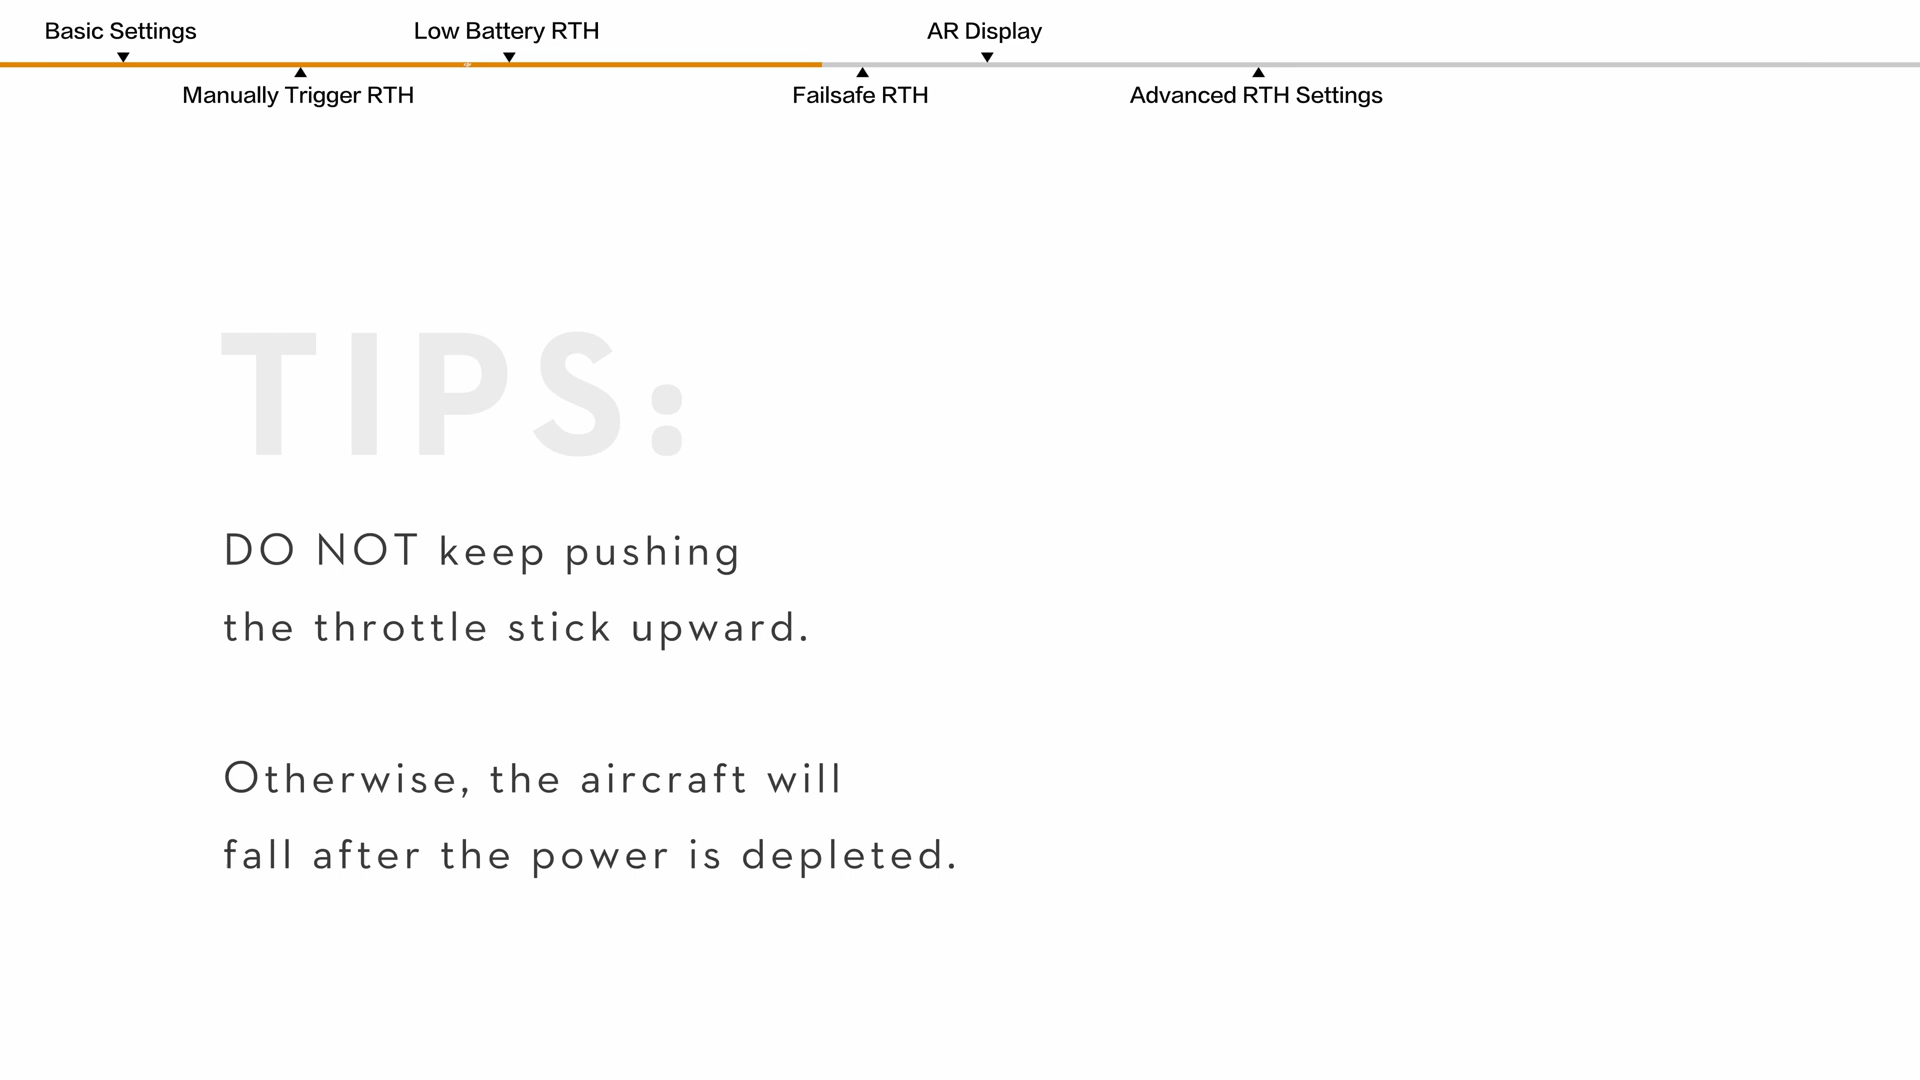 Basic Settings
Low Battery RTH
AR Display
Manually Trigger RTH
Failsafe RTH
Advanced RTH Settings
TIPS:
DO NOT keep pushing
the throttle stick upward.
Otherwise, the aircraft will
fall after the power is depleted.